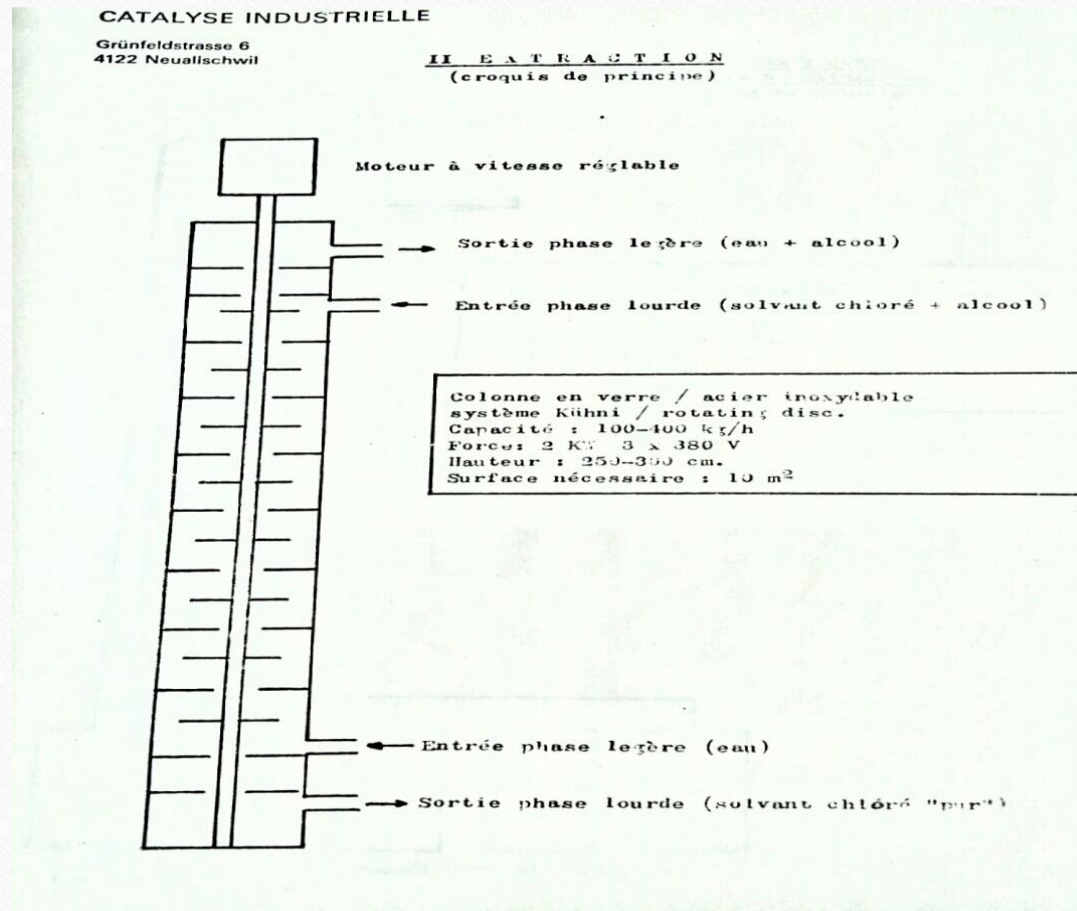 CATALYSE INDUSTRIELLE
Grünfeldstrasse 6
4122 Neuallschwil
II EXTRACTION
(croquis de principe)
Moteur à vitesse réglable
Sortie phase legère (eau + alcool)
Entrée phase lourde (solvant chloré + alcool)
Colonne en verre / acier inoxydable
système Kühni / rotating disc.
Capacité : 100-400 kg/h
Force: 2 KW 3 x 380 V
Hauteur : 250-300 cm.
Surface nécessaire : 10 m²
Entrée phase legère (eau)
Sortie phase lourde (solvant chloré "pur")